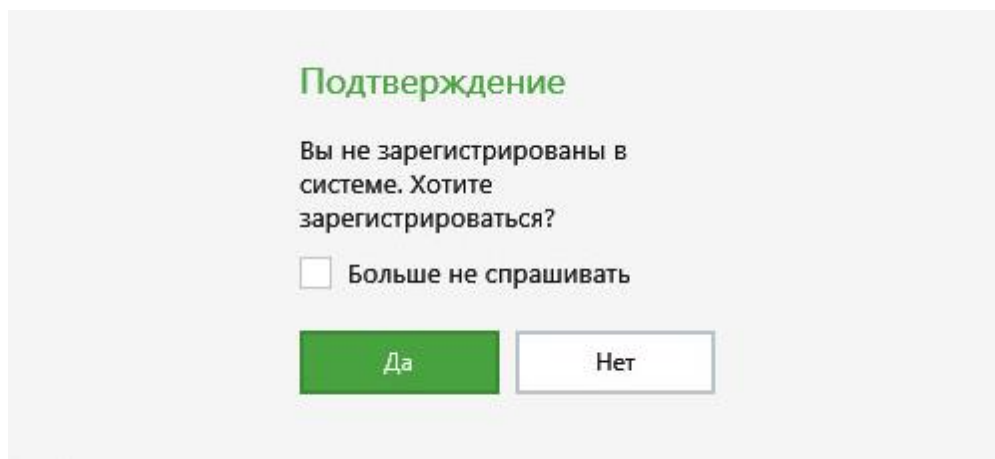 Подтверждение
Вы не зарегистрированы в
системе. Хотите
зарегистрироваться?
Больше не спрашивать
Да
Нет